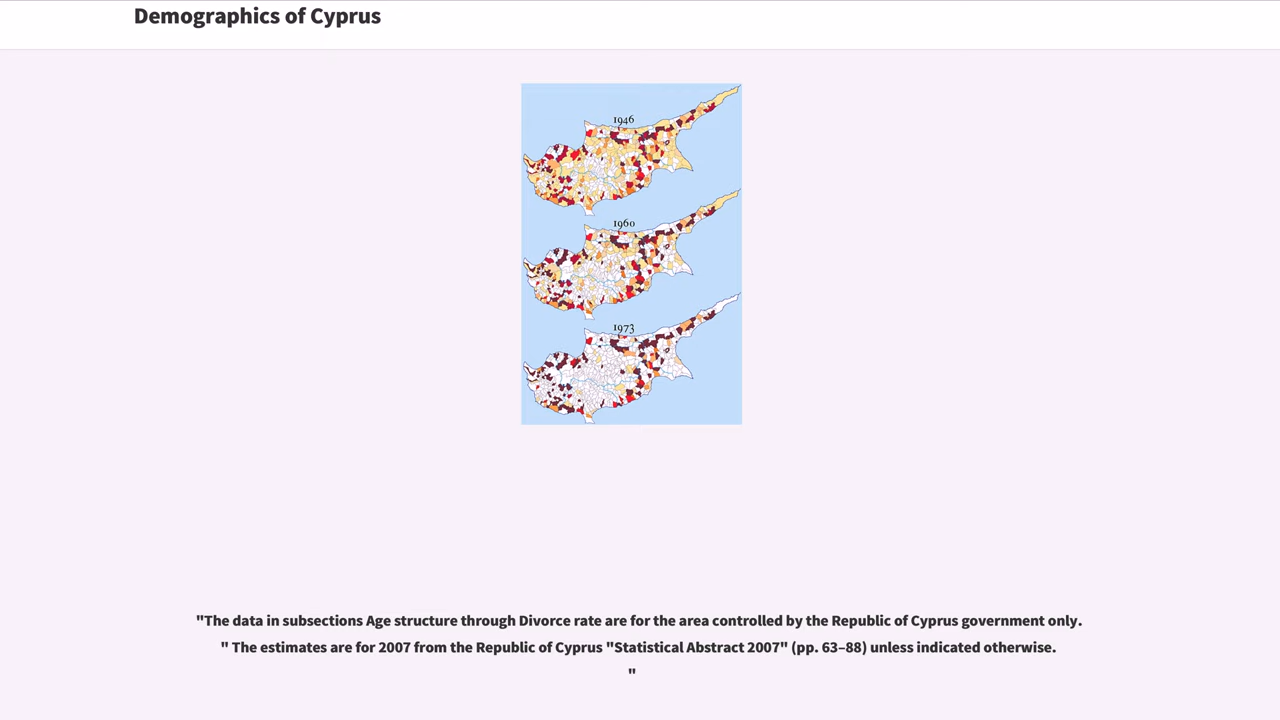 Demographics of Cyprus
1946
1960
1973
"The data in subsections Age structure through Divorce rate are for the area controlled by the Republic of Cyprus government only.
" The estimates are for 2007 from the Republic of Cyprus "Statistical Abstract 2007" (pp. 63–88) unless indicated otherwise.
"